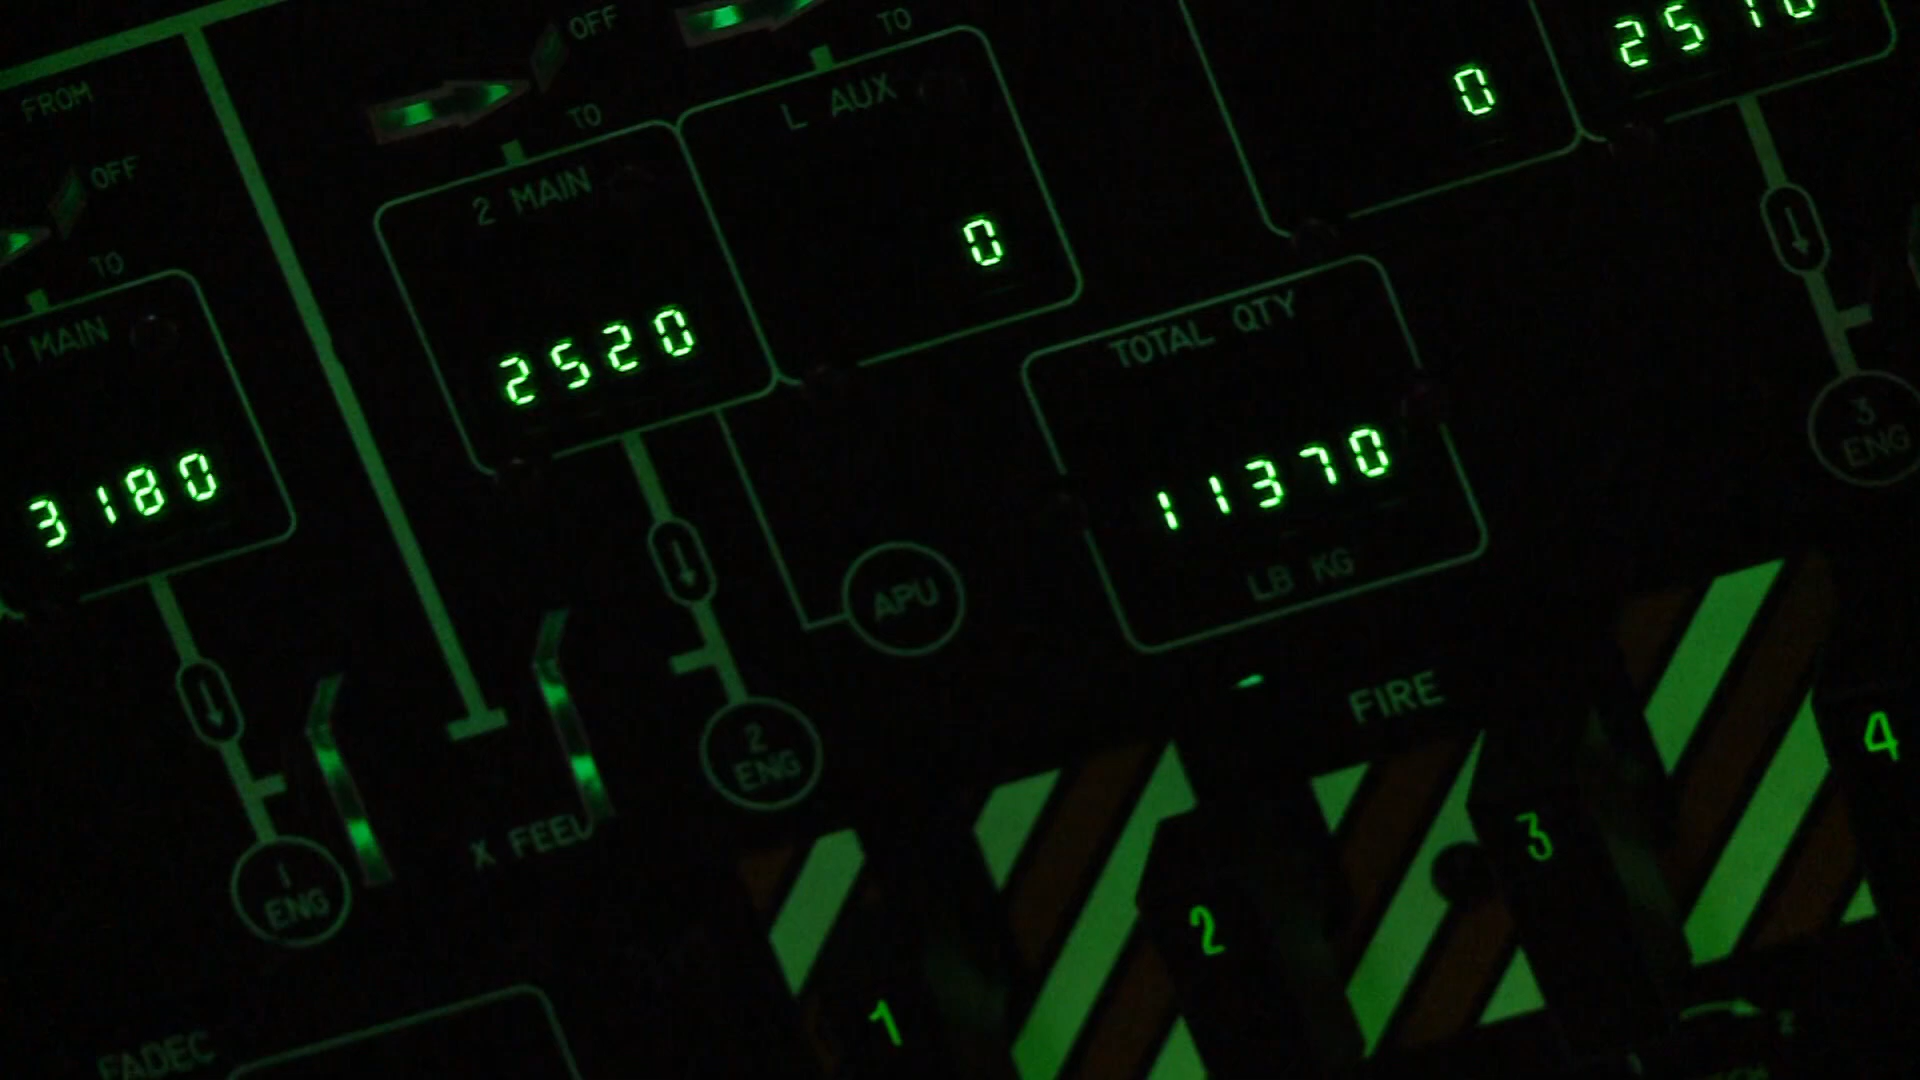 OFF
TO
FROM
TO
L AUX
0
2510
OFF
2 MAIN
0
TO
1 MAIN
2520
TOTAL QTY
3180
11370
3
ENG
LB KG
APU
FIRE
2
ENG
4
X FEED
3
1
ENG
2
1
FADEC